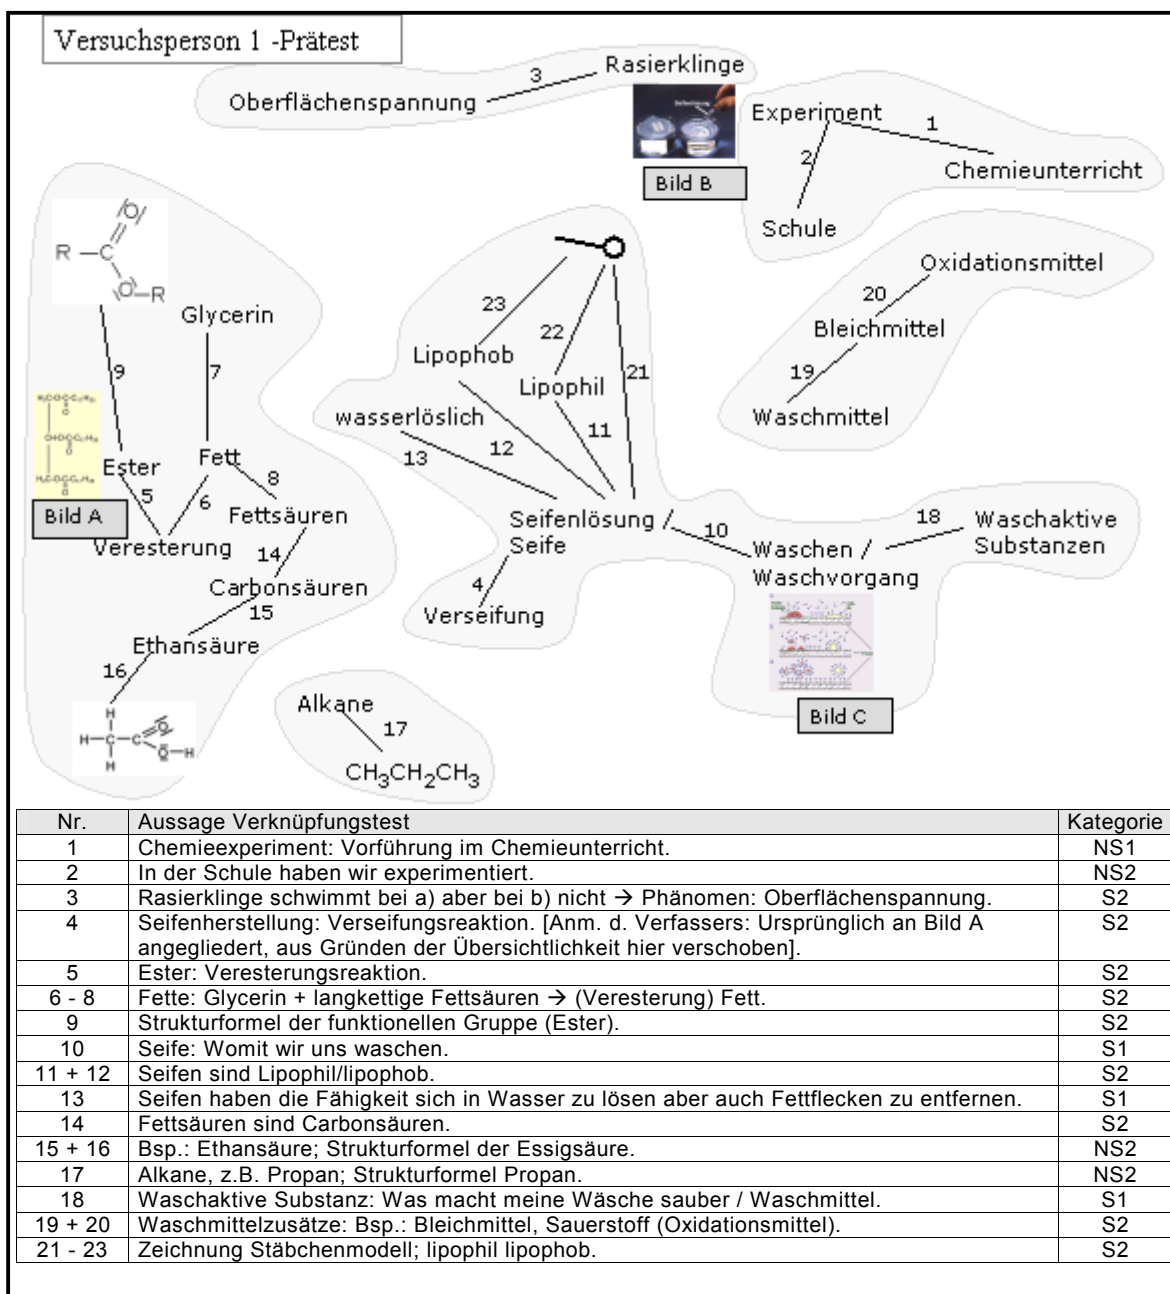 Versuchsperson 1 -Prätest
Rasierklinge
3
Oberflächenspannung
Experiment
1
2
Chemieunterricht
Bild B
Schule
R
C
O
O
R
Glycerin
23
22
21
Oxidationsmittel
20
Bleichmittel
19
Waschmittel
Lipophob
Lipophil
wasserlöslich
9
7
11
12
13
Ester
Fett
8
5
6
Bild A
Fettsäuren
Veresterung
14
Carbonsäuren
15
Ethansäure
16
H
H
C
C
O
O
H
H
Seifenlösung /
Seife
10
18
Waschaktive
Substanzen
Waschen /
Waschvorgang
4
Verseifung
Bild C
Alkane
17
CH3CH2CH3
Nr. Aussage Verknüpfungstest Kategorie
1 Chemieexperiment: Vorführung im Chemieunterricht. NS1
2 In der Schule haben wir experimentiert. NS2
3 Rasierklinge schwimmt bei a) aber bei b) nicht → Phänomen: Oberflächenspannung. S2
4 Seifenherstellung: Verseifungsreaktion. [Anm. d. Verfassers: Ursprünglich an Bild A S2
angegliedert, aus Gründen der Übersichtlichkeit hier verschoben].
5 Ester: Veresterungsreaktion. S2
6 - 8 Fette: Glycerin + langkettige Fettsäuren → (Veresterung) Fett. S2
9 Strukturformel der funktionellen Gruppe (Ester). S2
10 Seife: Womit wir uns waschen. S1
11 + 12 Seifen sind Lipophil/lipophob. S2
13 Seifen haben die Fähigkeit sich in Wasser zu lösen aber auch Fettflecken zu entfernen. S1
14 Fettsäuren sind Carbonsäuren. S2
15 + 16 Bsp.: Ethansäure; Strukturformel der Essigsäure. NS2
17 Alkane, z.B. Propan; Strukturformel Propan. NS2
18 Waschaktive Substanz: Was macht meine Wäsche sauber / Waschmittel. S1
19 + 20 Waschmittelzusätze: Bsp.: Bleichmittel, Sauerstoff (Oxidationsmittel). S2
21 - 23 Zeichnung Stäbchenmodell; lipophil lipophob. S2